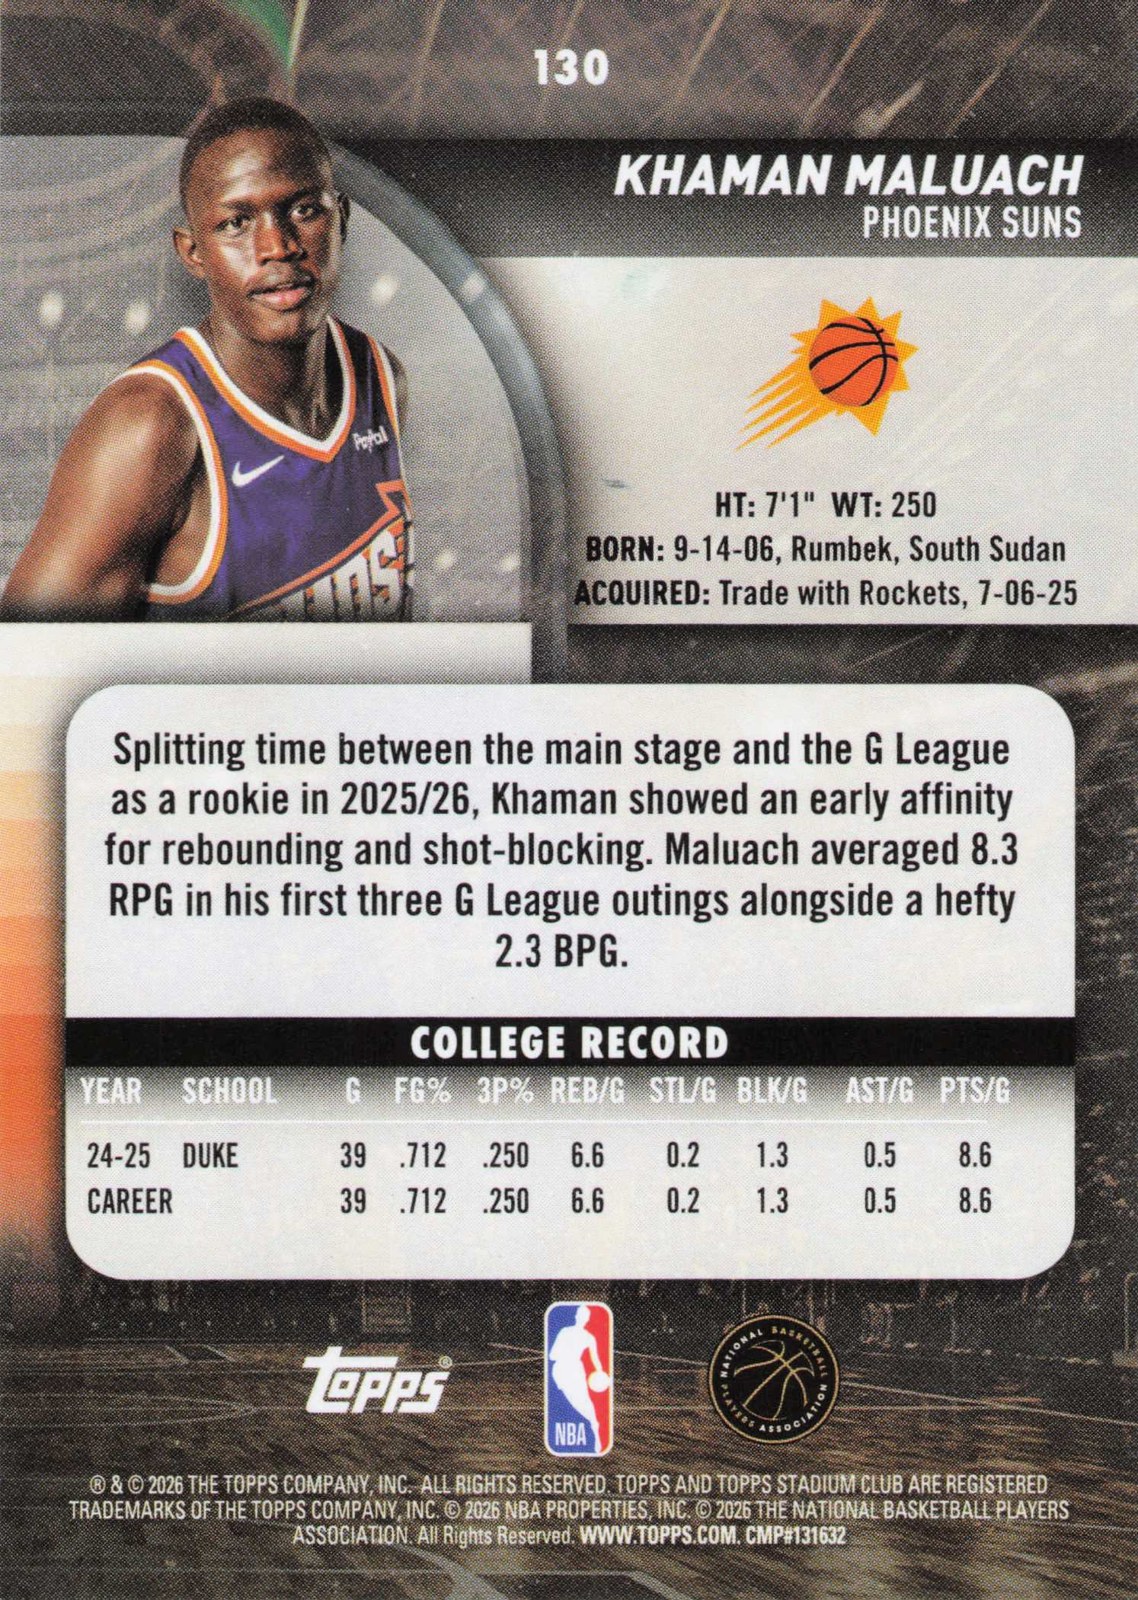 130
KHAMAN MALUACH
PHOENIX SUNS
HT: 7'1" WT: 250
BORN: 9-14-06, Rumbek, South Sudan
ACQUIRED: Trade with Rockets, 7-06-25
PayPal
SUNS
Splitting time between the main stage and the G League
as a rookie in 2025/26, Khaman showed an early affinity
for rebounding and shot-blocking. Maluach averaged 8.3
RPG in his first three G League outings alongside a hefty
2.3 BPG.
COLLEGE RECORD
YEAR SCHOOL G FG% 3P% REB/G STL/G BLK/G AST/G PTS/G
24-25 DUKE 39 .712 .250 6.6 0.2 1.3 0.5 8.6
CAREER 39 .712 .250 6.6 0.2 1.3 0.5 8.6
topps®
NBA
NATIONAL BASKETBALL
PLAYERS ASSOCIATION
® & © 2026 THE TOPPS COMPANY, INC. ALL RIGHTS RESERVED. TOPPS AND TOPPS STADIUM CLUB ARE REGISTERED
TRADEMARKS OF THE TOPPS COMPANY, INC. © 2026 NBA PROPERTIES, INC. © 2026 THE NATIONAL BASKETBALL PLAYERS
ASSOCIATION. All Rights Reserved. WWW.TOPPS.COM. CMP#131632